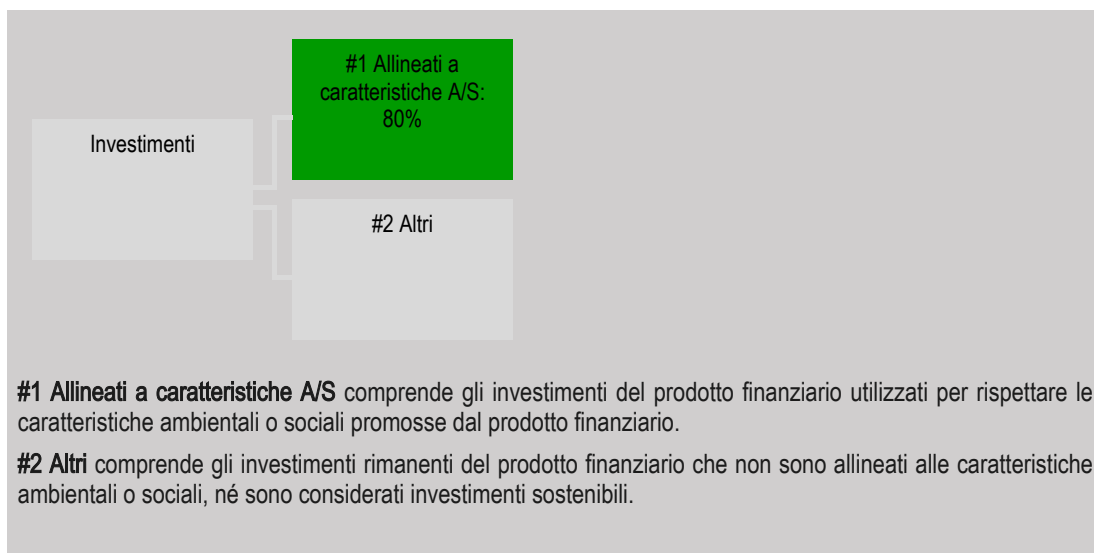 #1 Allineati a
caratteristiche A/S:
80%
Investimenti
#2 Altri
#1 Allineati a caratteristiche A/S comprende gli investimenti del prodotto finanziario utilizzati per rispettare le
caratteristiche ambientali o sociali promosse dal prodotto finanziario.
#2 Altri comprende gli investimenti rimanenti del prodotto finanziario che non sono allineati alle caratteristiche
ambientali o sociali, né sono considerati investimenti sostenibili.